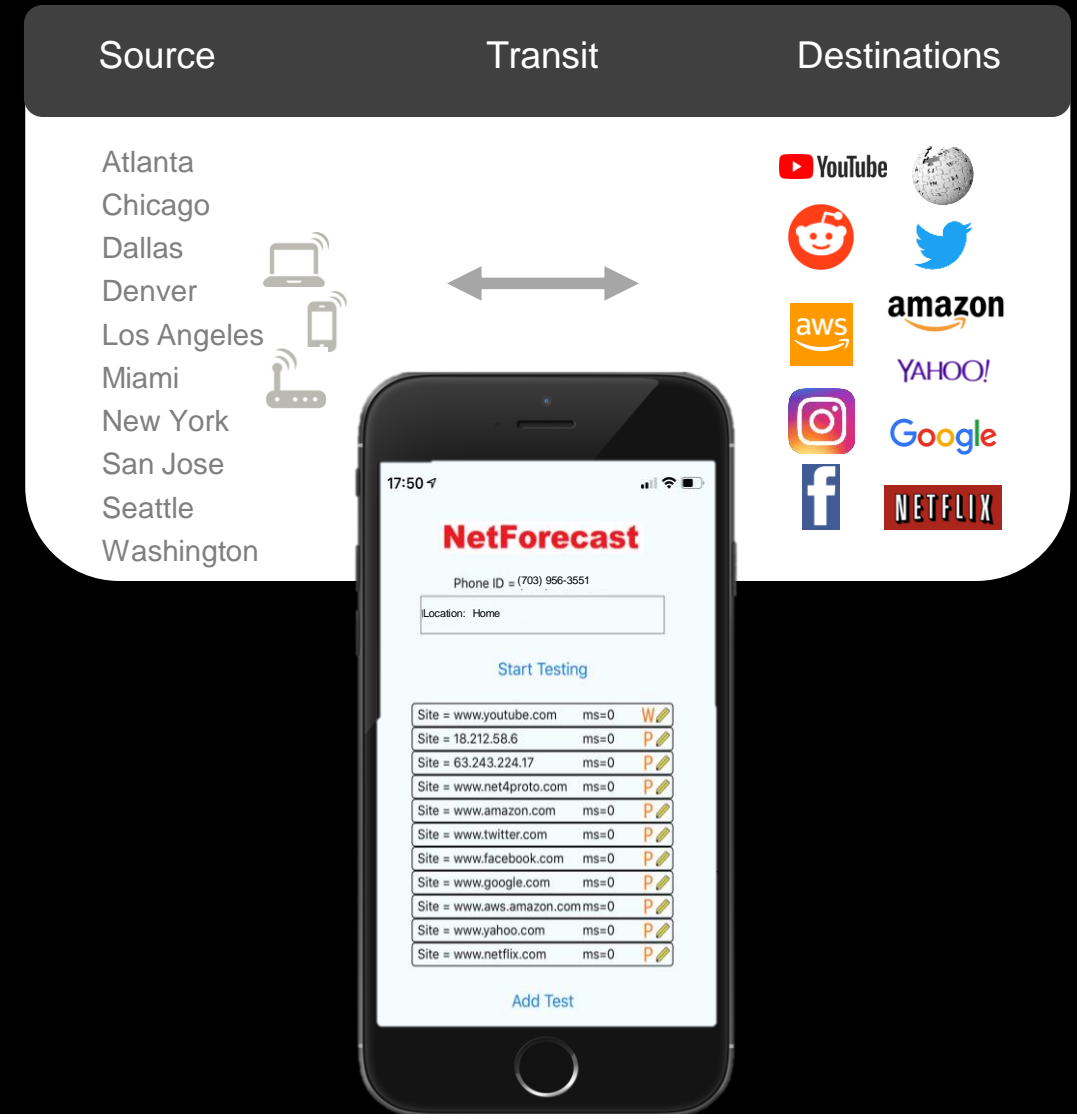 Source Transit Destinations
Atlanta
Chicago
Dallas
Denver
Los Angeles
Miami
New York
San Jose
Seattle
Washington
YouTube
aws
amazon
YAHOO!
Google
NETFLIX
17:50
NetForecast
Phone ID = (703) 956-3551
Location: Home
Start Testing
Site = www.youtube.com ms=0 W
Site = 18.212.58.6 ms=0 P
Site = 63.243.224.17 ms=0 P
Site = www.net4proto.com ms=0 P
Site = www.amazon.com ms=0 P
Site = www.twitter.com ms=0 P
Site = www.facebook.com ms=0 P
Site = www.google.com ms=0 P
Site = www.aws.amazon.com ms=0 P
Site = www.yahoo.com ms=0 P
Site = www.netflix.com ms=0 P
Add Test